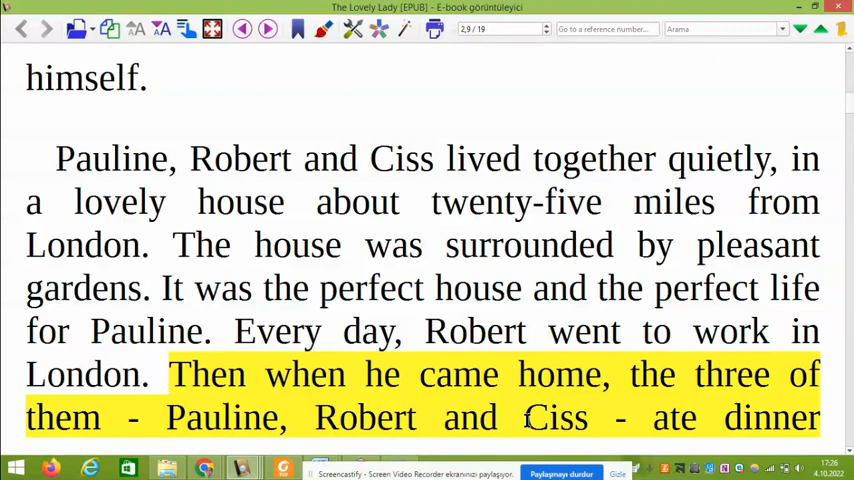 The Lovely Lady [EPUB] - E-book görüntüleyici
2,9 / 19
Go to a reference number...
Arama
himself.
Pauline, Robert and Ciss lived together quietly, in
a lovely house about twenty-five miles from
London. The house was surrounded by pleasant
gardens. It was the perfect house and the perfect life
for Pauline. Every day, Robert went to work in
London. Then when he came home, the three of
them - Pauline, Robert and Ciss - ate dinner
Screencastify - Screen Video Recorder ekranınızı paylaşıyor.
Paylaşmayı durdur
Gizle
17:26
4.10.2022